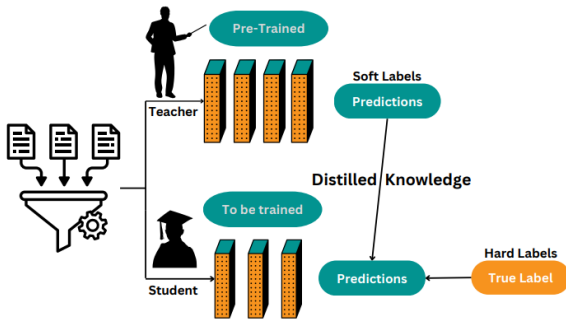 Pre-Trained
Soft Labels
Predictions
Teacher
Distilled Knowledge
To be trained
Hard Labels
Predictions
True Label
Student